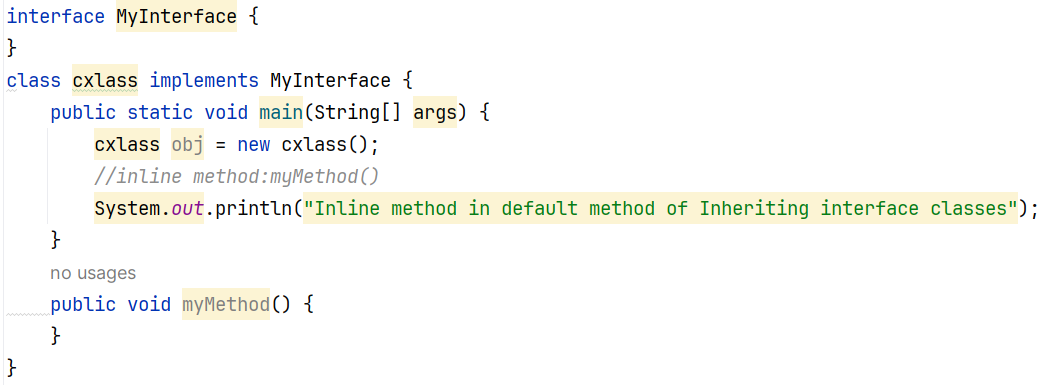 interface MyInterface {
}
class cxlass implements MyInterface {
    public static void main(String[] args) {
        cxlass obj = new cxlass();
        //inline method:myMethod()
        System.out.println("Inline method in default method of Inheriting interface classes");
    }
    no usages
    public void myMethod() {
    }
}